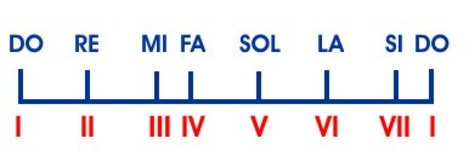 DO RE MI FA SOL LA SI DO
I II III IV V VI VII I